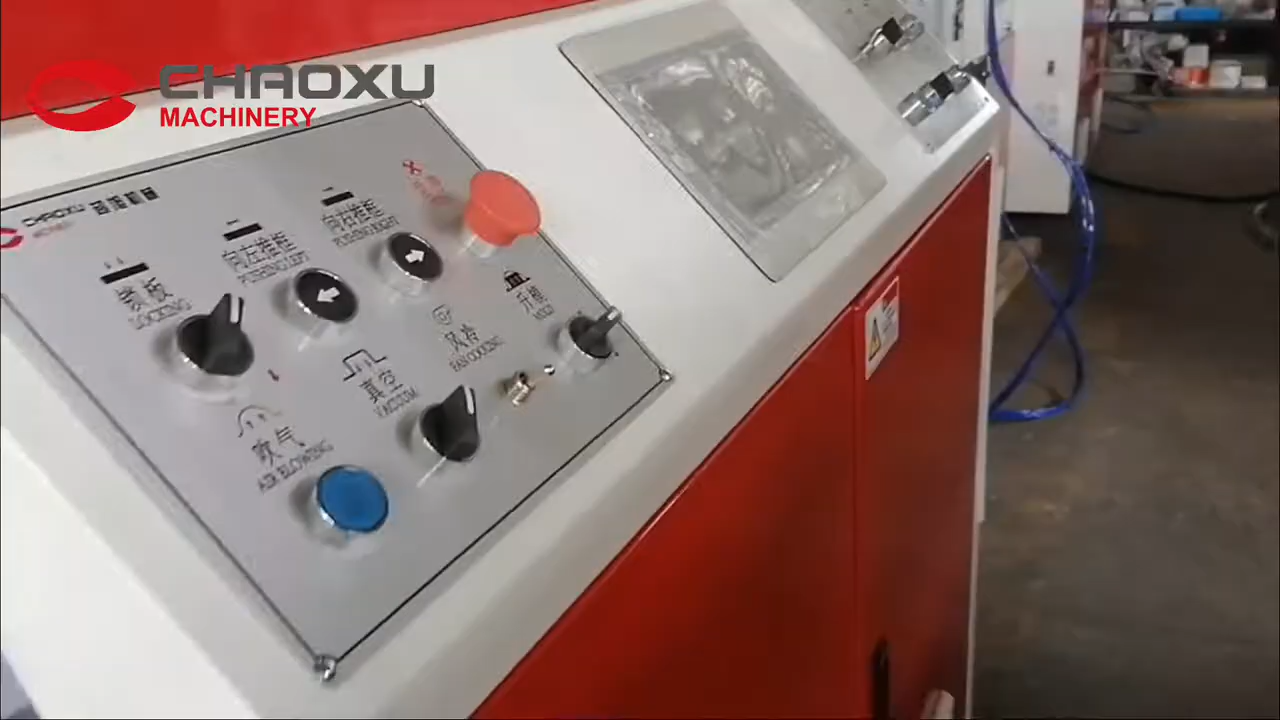 CHAOXU
MACHINERY
CHAOXU
锁板
LOCKING
向左推框
PUSHING LEFT
向右推框
PUSHING RIGHT
吹气
AIR BLOWING
真空
VACUUM
风冷
FAN COOLING
升模